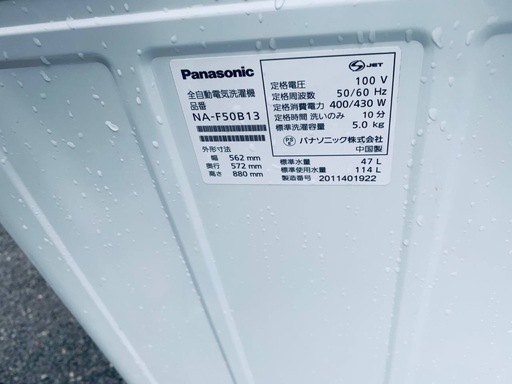 Panasonic
全自動電気洗濯機
品番
NA-F50B13
外形寸法
幅 562 mm
奥行 572 mm
高さ 880 mm
S JET
定格電圧 100 V
定格周波数 50/60 Hz
定格消費電力 400/430 W
定格時間 洗いのみ 10分
標準洗濯容量 5.0 kg
PSE パナソニック株式会社
中国製
標準水量 47 L
標準使用水量 114 L
製造番号 2011401922